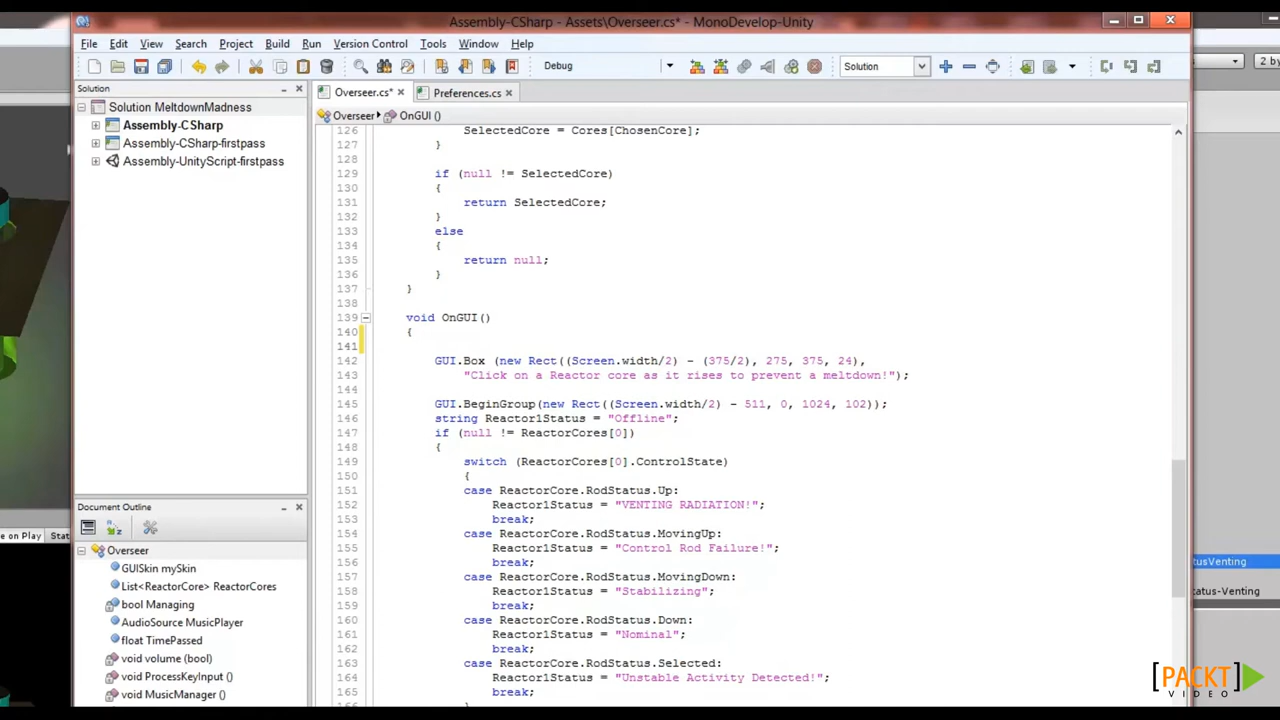 Assembly-CSharp - Assets\Overseer.cs* - MonoDevelop-Unity
File Edit View Search Project Build Run Version Control Tools Window Help
Debug
Solution
2 by
Solution
Overseer.cs*
Preferences.cs
Solution MeltdownMadness
Assembly-CSharp
Assembly-CSharp-firstpass
Assembly-UnityScript-firstpass
Overseer OnGUI ()
126 SelectedCore = Cores[ChosenCore];
127 }
128
129 if (null != SelectedCore)
130 {
131 return SelectedCore;
132 }
133 else
134 {
135 return null;
136 }
137 }
138
139 void OnGUI()
140 {
141
142 GUI.Box (new Rect((Screen.width/2) - (375/2), 275, 375, 24),
143 "Click on a Reactor core as it rises to prevent a meltdown!");
144
145 GUI.BeginGroup(new Rect((Screen.width/2) - 511, 0, 1024, 102));
146 string Reactor1Status = "Offline";
147 if (null != ReactorCores[0])
148 {
149 switch (ReactorCores[0].ControlState)
150 {
151 case ReactorCore.RodStatus.Up:
152 Reactor1Status = "VENTING RADIATION!";
153 break;
154 case ReactorCore.RodStatus.MovingUp:
155 Reactor1Status = "Control Rod Failure!";
156 break;
157 case ReactorCore.RodStatus.MovingDown:
158 Reactor1Status = "Stabilizing";
159 break;
160 case ReactorCore.RodStatus.Down:
161 Reactor1Status = "Nominal";
162 break;
163 case ReactorCore.RodStatus.Selected:
164 Reactor1Status = "Unstable Activity Detected!";
165 break;
Document Outline
Overseer
GUISkin mySkin
List<ReactorCore> ReactorCores
bool Managing
AudioSource MusicPlayer
float TimePassed
void volume (bool)
void ProcessKeyInput ()
void MusicManager ()
e on Play Stat
tusVenting
tatus-Venting
[PACKT]
VIDEO